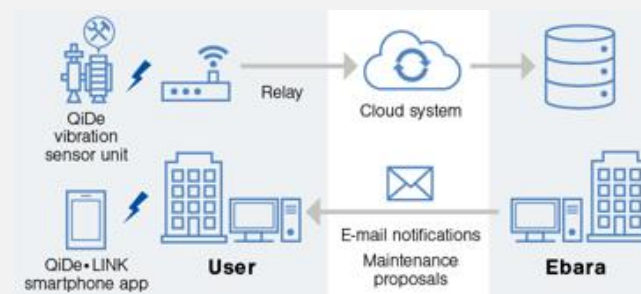 Relay
Cloud system
QiDe
vibration
sensor unit
E-mail notifications
Maintenance
proposals
QiDe•LINK
smartphone app
User
Ebara